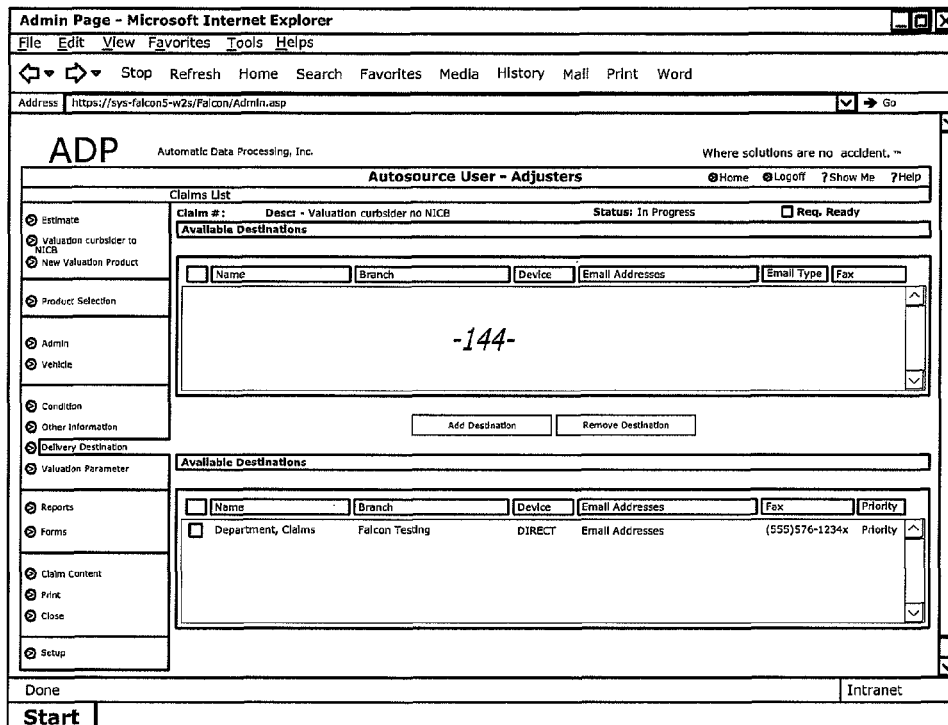 Admin Page - Microsoft Internet Explorer
File Edit View Favorites Tools Helps
Stop Refresh Home Search Favorites Media History Mail Print Word
Address https://sys-falcon5-w2s/Falcon/Admin.asp Go
ADP Automatic Data Processing, Inc. Where solutions are no accident. ™
Autosource User - Adjusters Home Logoff ?Show Me ?Help
Claims List
Claim #: Desc: - Valuation curbsider no NICB Status: In Progress Req. Ready
Available Destinations
Estimate
Valuation curbsider to
NICB
New Valuation Product
Product Selection
Admin
Vehicle
Condition
Other Information
Delivery Destination
Valuation Parameter
Reports
Forms
Claim Content
Print
Close
Setup
Name Branch Device Email Addresses Email Type Fax
-144-
Add Destination Remove Destination
Available Destinations
Name Branch Device Email Addresses Fax Priority
Department, Claims Falcon Testing DIRECT Email Addresses (555)576-1234x Priority
Done Intranet
Start